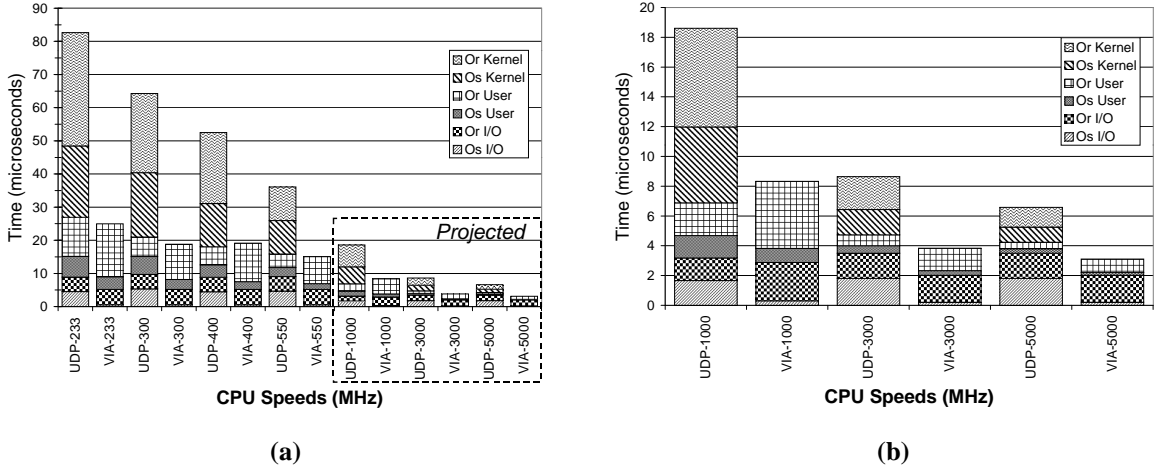 90
80
70
60
50
40
30
20
10
0
Time (microseconds)
Or Kernel
Os Kernel
Or User
Os User
Or I/O
Os I/O
Projected
UDP-233
VIA-233
UDP-300
VIA-300
UDP-400
VIA-400
UDP-550
VIA-550
UDP-1000
VIA-1000
UDP-3000
VIA-3000
UDP-5000
VIA-5000
CPU Speeds (MHz)
(a)
20
18
16
14
12
10
8
6
4
2
0
Time (microseconds)
Or Kernel
Os Kernel
Or User
Os User
Or I/O
Os I/O
UDP-1000
VIA-1000
UDP-3000
VIA-3000
UDP-5000
VIA-5000
CPU Speeds (MHz)
(b)